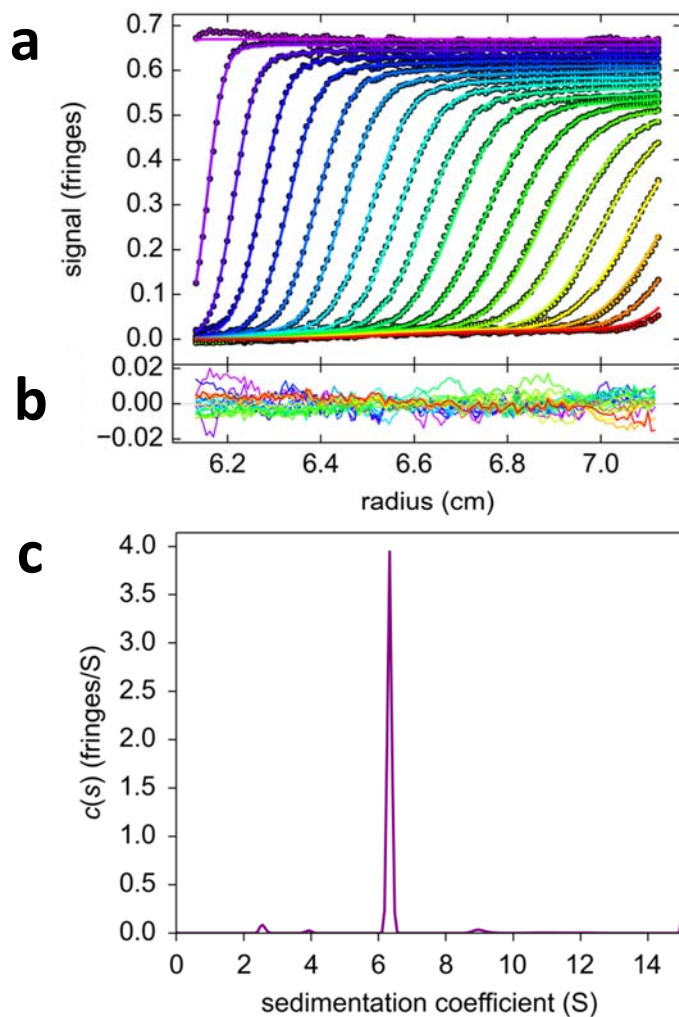 a
signal (fringes)
0.7
0.6
0.5
0.4
0.3
0.2
0.1
0.0
b
0.02
0.00
−0.02
6.2 6.4 6.6 6.8 7.0
radius (cm)
c
c(s) (fringes/S)
4.0
3.5
3.0
2.5
2.0
1.5
1.0
0.5
0.0
0 2 4 6 8 10 12 14
sedimentation coefficient (S)